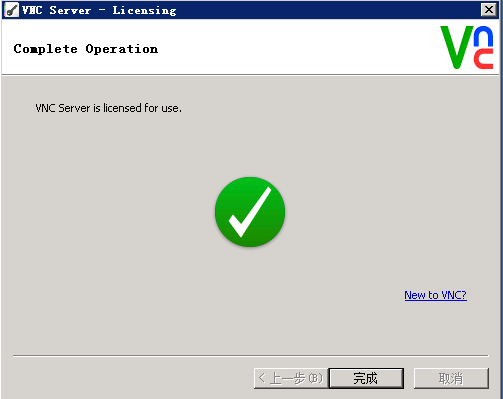 VNC Server - Licensing
Complete Operation
VNC
VNC Server is licensed for use.
New to VNC?
< 上一步(B)
完成
取消